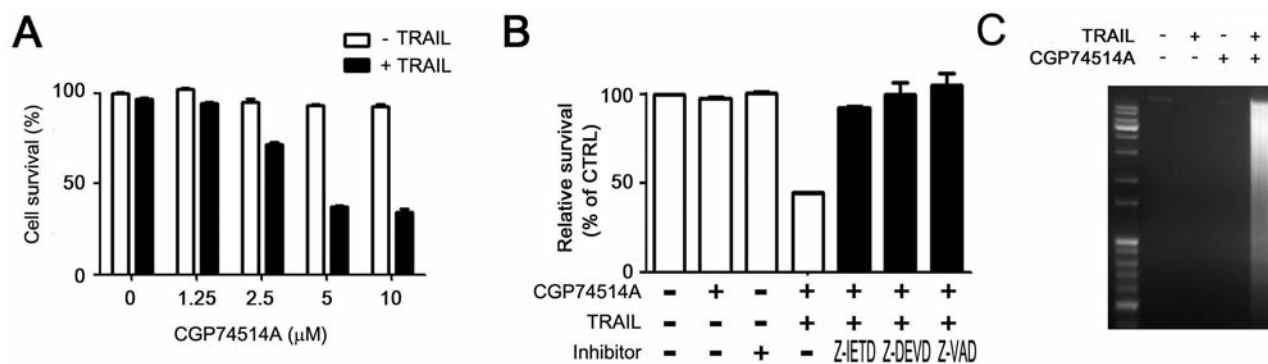 A
- TRAIL
+ TRAIL
Cell survival (%)
100
50
0
0 1.25 2.5 5 10
CGP74514A (μM)
B
Relative survival
(% of CTRL)
100
50
0
CGP74514A - + - + + + +
TRAIL - - - + + + +
Inhibitor - - + - Z-IETD Z-DEVD Z-VAD
C
TRAIL - + - +
CGP74514A - - + +